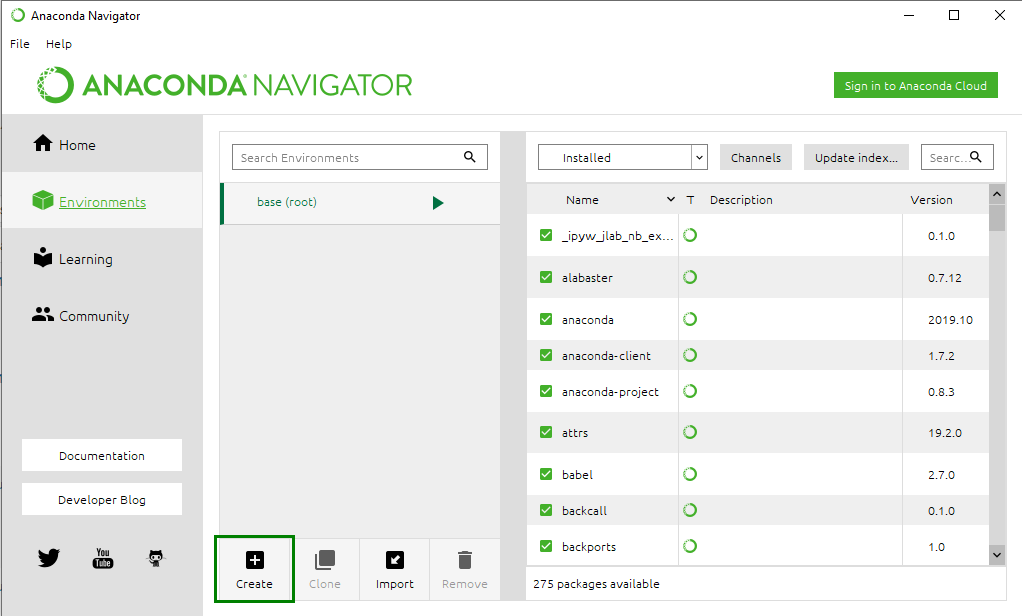 Anaconda Navigator
File Help
ANACONDA NAVIGATOR
Sign in to Anaconda Cloud
Home
Environments
Learning
Community
Documentation
Developer Blog
You Tube
Search Environments
base (root)
Create Clone Import Remove
Installed Channels Update index... Searc...
Name T Description Version
_ipyw_jlab_nb_ex... 0.1.0
alabaster 0.7.12
anaconda 2019.10
anaconda-client 1.7.2
anaconda-project 0.8.3
attrs 19.2.0
babel 2.7.0
backcall 0.1.0
backports 1.0
275 packages available